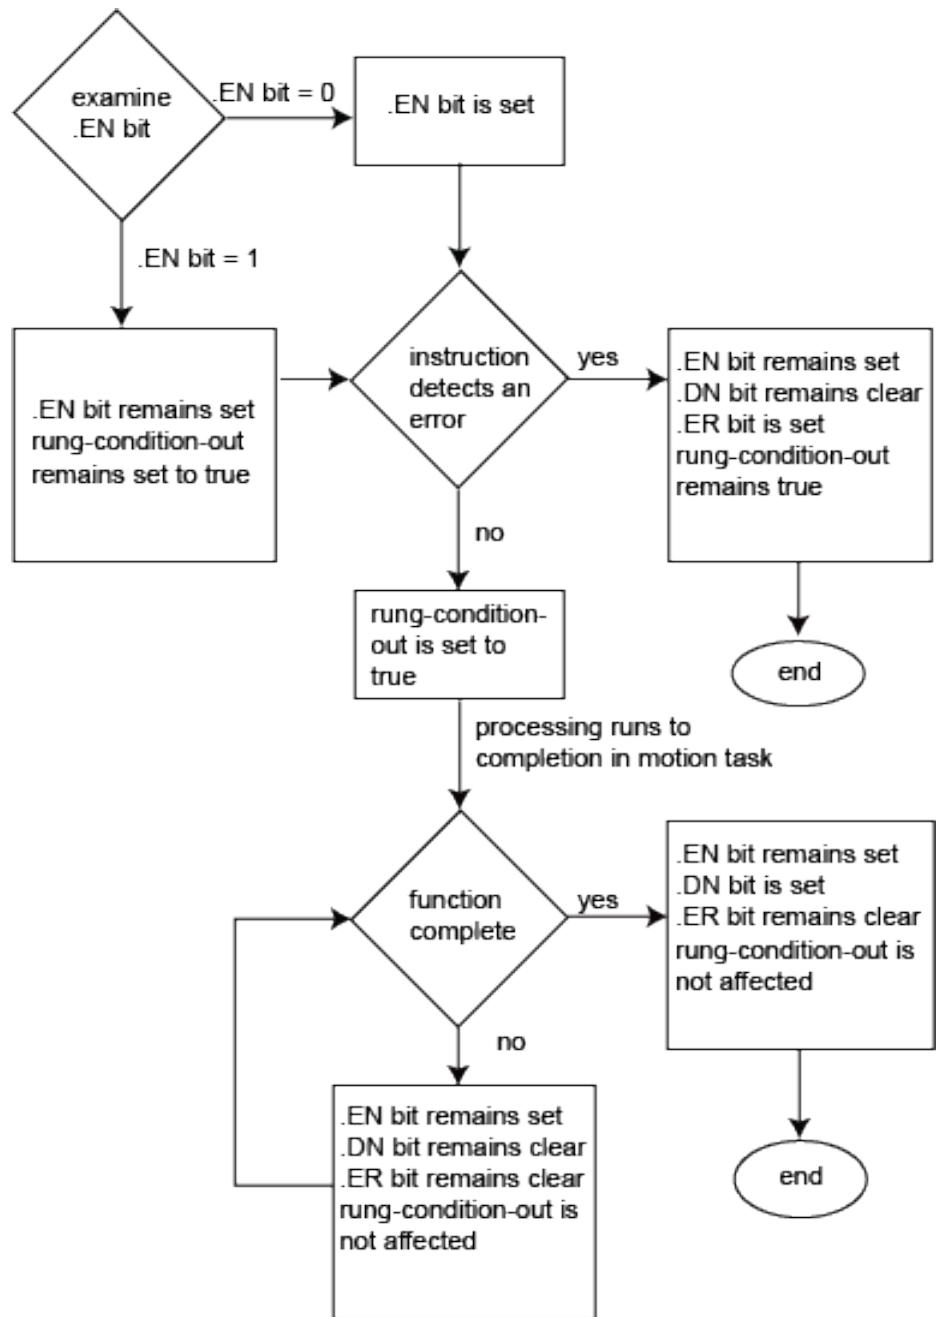 examine
.EN bit
.EN bit = 0
.EN bit is set
.EN bit = 1
.EN bit remains set
rung-condition-out
remains set to true
instruction
detects an
error
yes
.EN bit remains set
.DN bit remains clear
.ER bit is set
rung-condition-out
remains true
no
end
rung-condition-
out is set to
true
processing runs to
completion in motion task
function
complete
yes
.EN bit remains set
.DN bit is set
.ER bit remains clear
rung-condition-out is
not affected
no
.EN bit remains set
.DN bit remains clear
.ER bit remains clear
rung-condition-out is
not affected
end